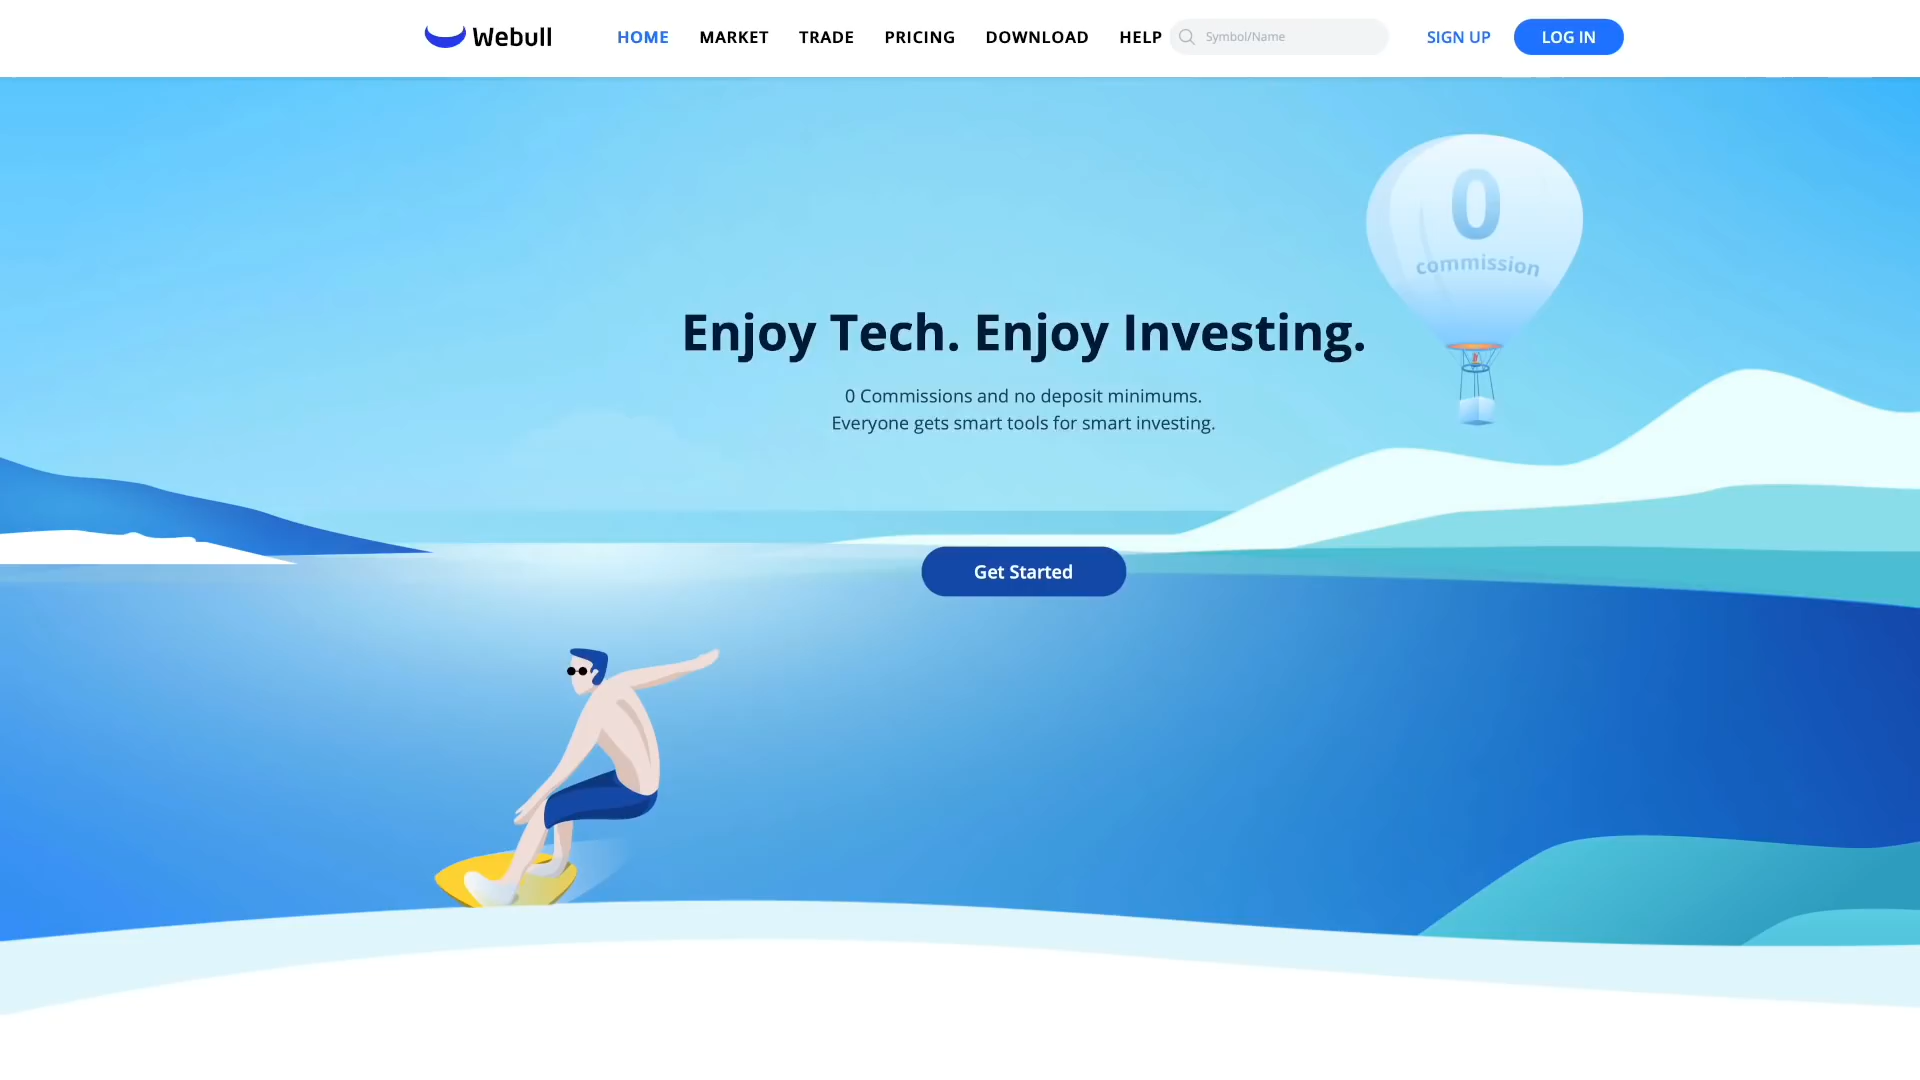 Webull
HOME MARKET TRADE PRICING DOWNLOAD HELP Symbol/Name SIGN UP LOG IN
0
commission
Enjoy Tech. Enjoy Investing.
0 Commissions and no deposit minimums.
Everyone gets smart tools for smart investing.
Get Started